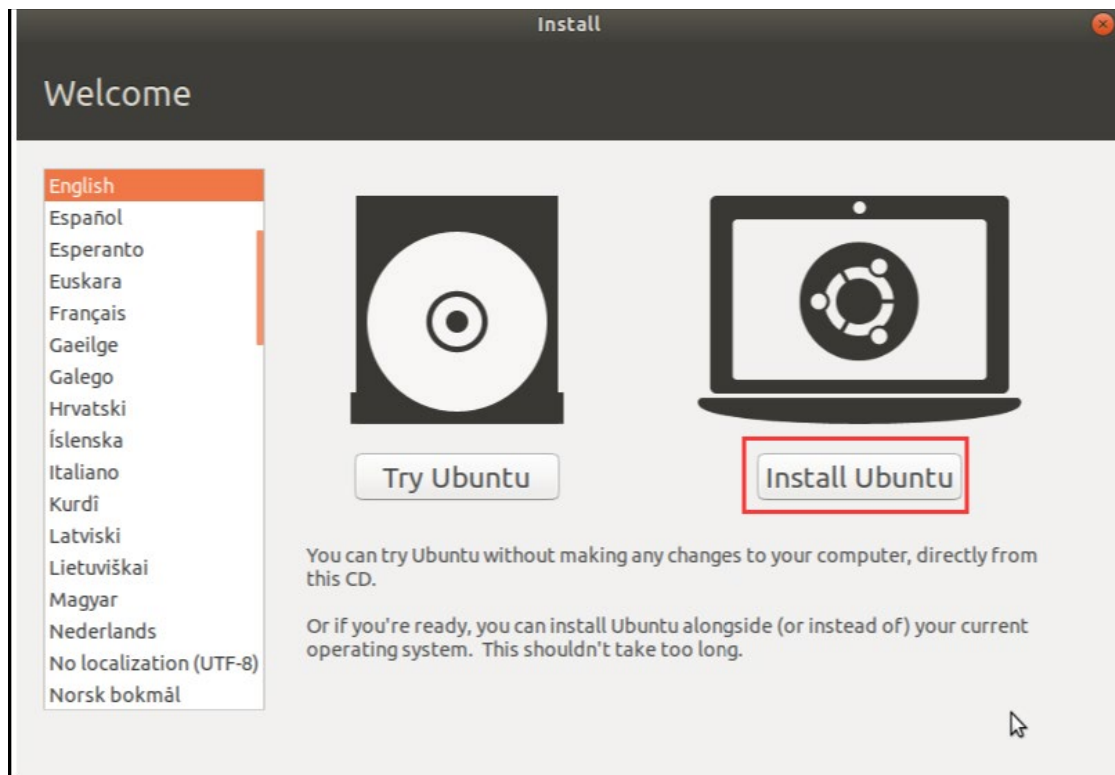 Install
Welcome
English
Español
Esperanto
Euskara
Français
Gaeilge
Galego
Hrvatski
Íslenska
Italiano
Kurdî
Latviski
Lietuviškai
Magyar
Nederlands
No localization (UTF-8)
Norsk bokmål
Try Ubuntu
Install Ubuntu
You can try Ubuntu without making any changes to your computer, directly from
this CD.
Or if you're ready, you can install Ubuntu alongside (or instead of) your current
operating system. This shouldn't take too long.